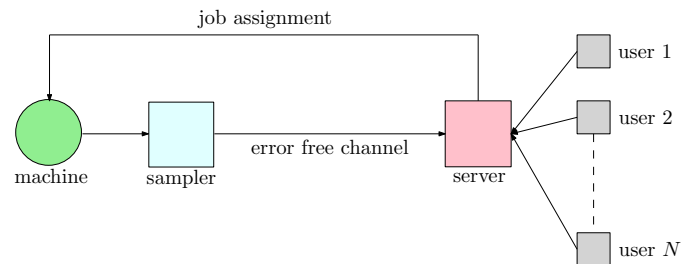 job assignment
user 1
user 2
error free channel
machine
sampler
server
user N